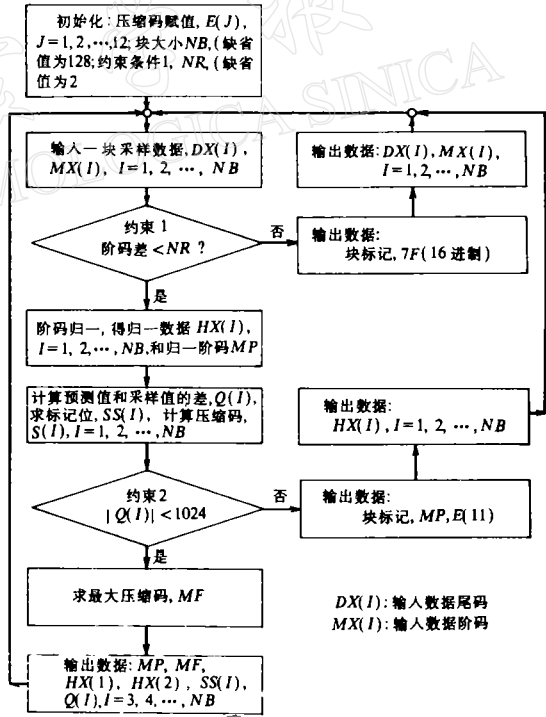 初始化:压缩码赋值, E(J),
J=1,2,…,12;块大小NB,(缺省
值为128;约束条件1, NR,(缺省
值为2
输入一块采样数据,DX(I),
MX(I), I=1, 2, …, NB
输出数据:DX(I),MX(I),
I=1,2,…,NB
约束1
阶码差<NR?
否
输出数据:
块标记, 7F(16进制)
是
阶码归一,得归一数据HX(I),
I=1, 2,…,NB,和归一阶码MP
计算预测值和采样值的差,Q(I),
求标记位, SS(I), 计算压缩码,
S(I),I=1, 2, …,NB
输出数据:
HX(I), I=1, 2, …, NB
约束2
|Q(I)|<1024
否
输出数据:
块标记, MP,E(11)
是
求最大压缩码, MF
DX(I):输入数据尾码
MX(I):输入数据阶码
输出数据:MP, MF,
HX(1), HX(2), SS(I),
Q(I),I=3, 4, …, NB